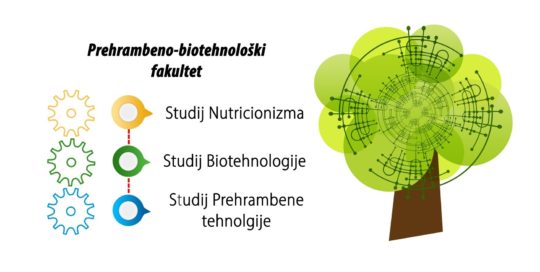 Prehrambeno-biotehnološki
fakultet
Studij Nutricionizma
Studij Biotehnologije
Studij Prehrambene
tehnolgije